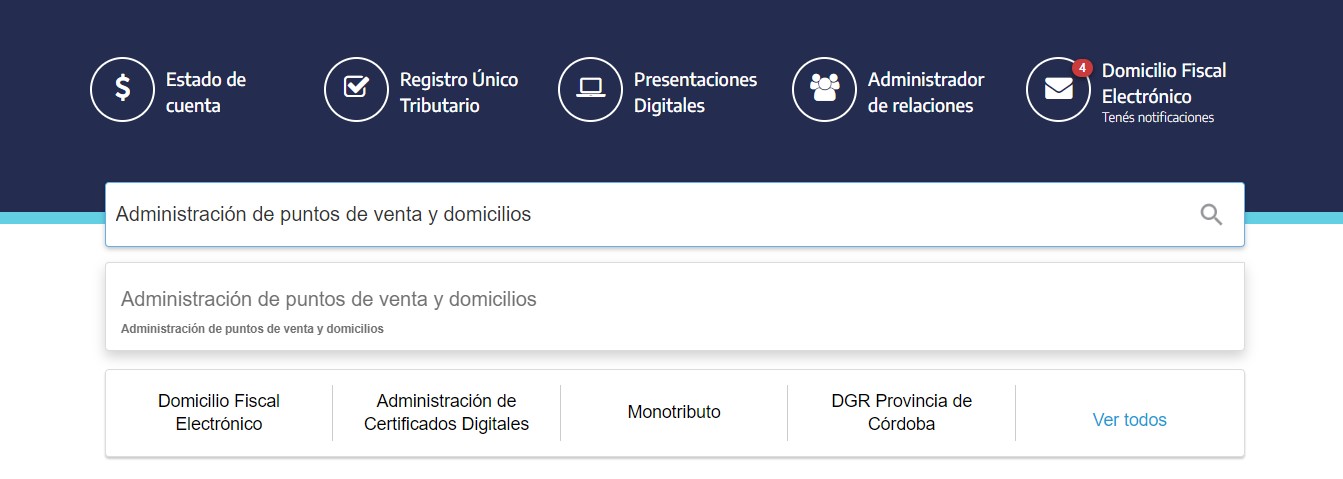 $
Estado de
cuenta
Registro Único
Tributario
Presentaciones
Digitales
Administrador
de relaciones
4
Domicilio Fiscal
Electrónico
Tenés notificaciones
Administración de puntos de venta y domicilios
Administración de puntos de venta y domicilios
Administración de puntos de venta y domicilios
Domicilio Fiscal
Electrónico
Administración de
Certificados Digitales
Monotributo
DGR Provincia de
Córdoba
Ver todos